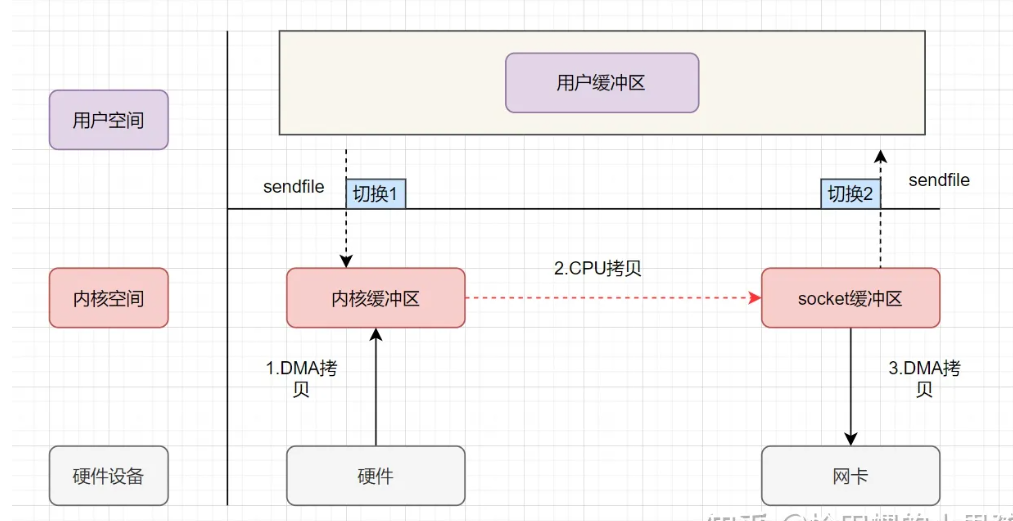 用户缓冲区
用户空间
sendfile
切换1
切换2
sendfile
2.CPU拷贝
内核空间
内核缓冲区
socket缓冲区
1.DMA拷
贝
3.DMA拷
贝
硬件设备
硬件
网卡